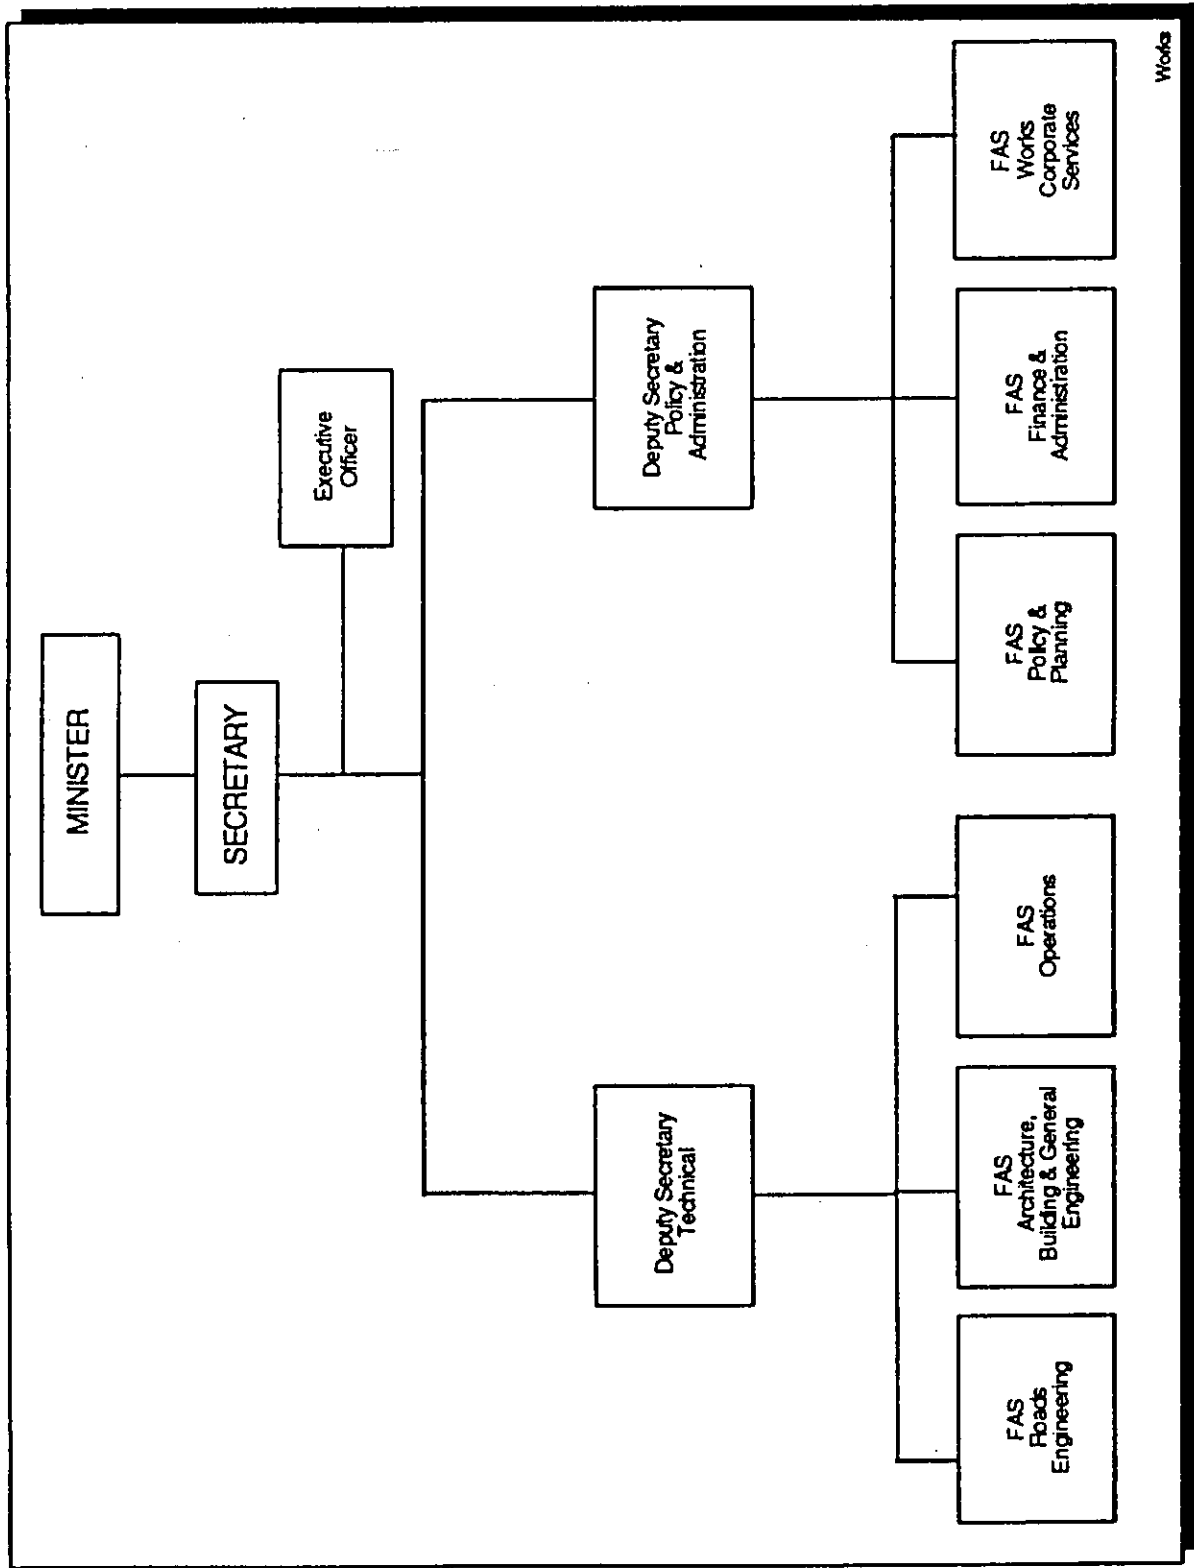 MINISTER
SECRETARY
Executive
Officer
Deputy Secretary
Technical
Deputy Secretary
Policy &
Administration
FAS
Roads
Engineering
FAS
Architecture,
Building & General
Engineering
FAS
Operations
FAS
Policy &
Planning
FAS
Finance &
Administration
FAS
Works
Corporate
Services
Works